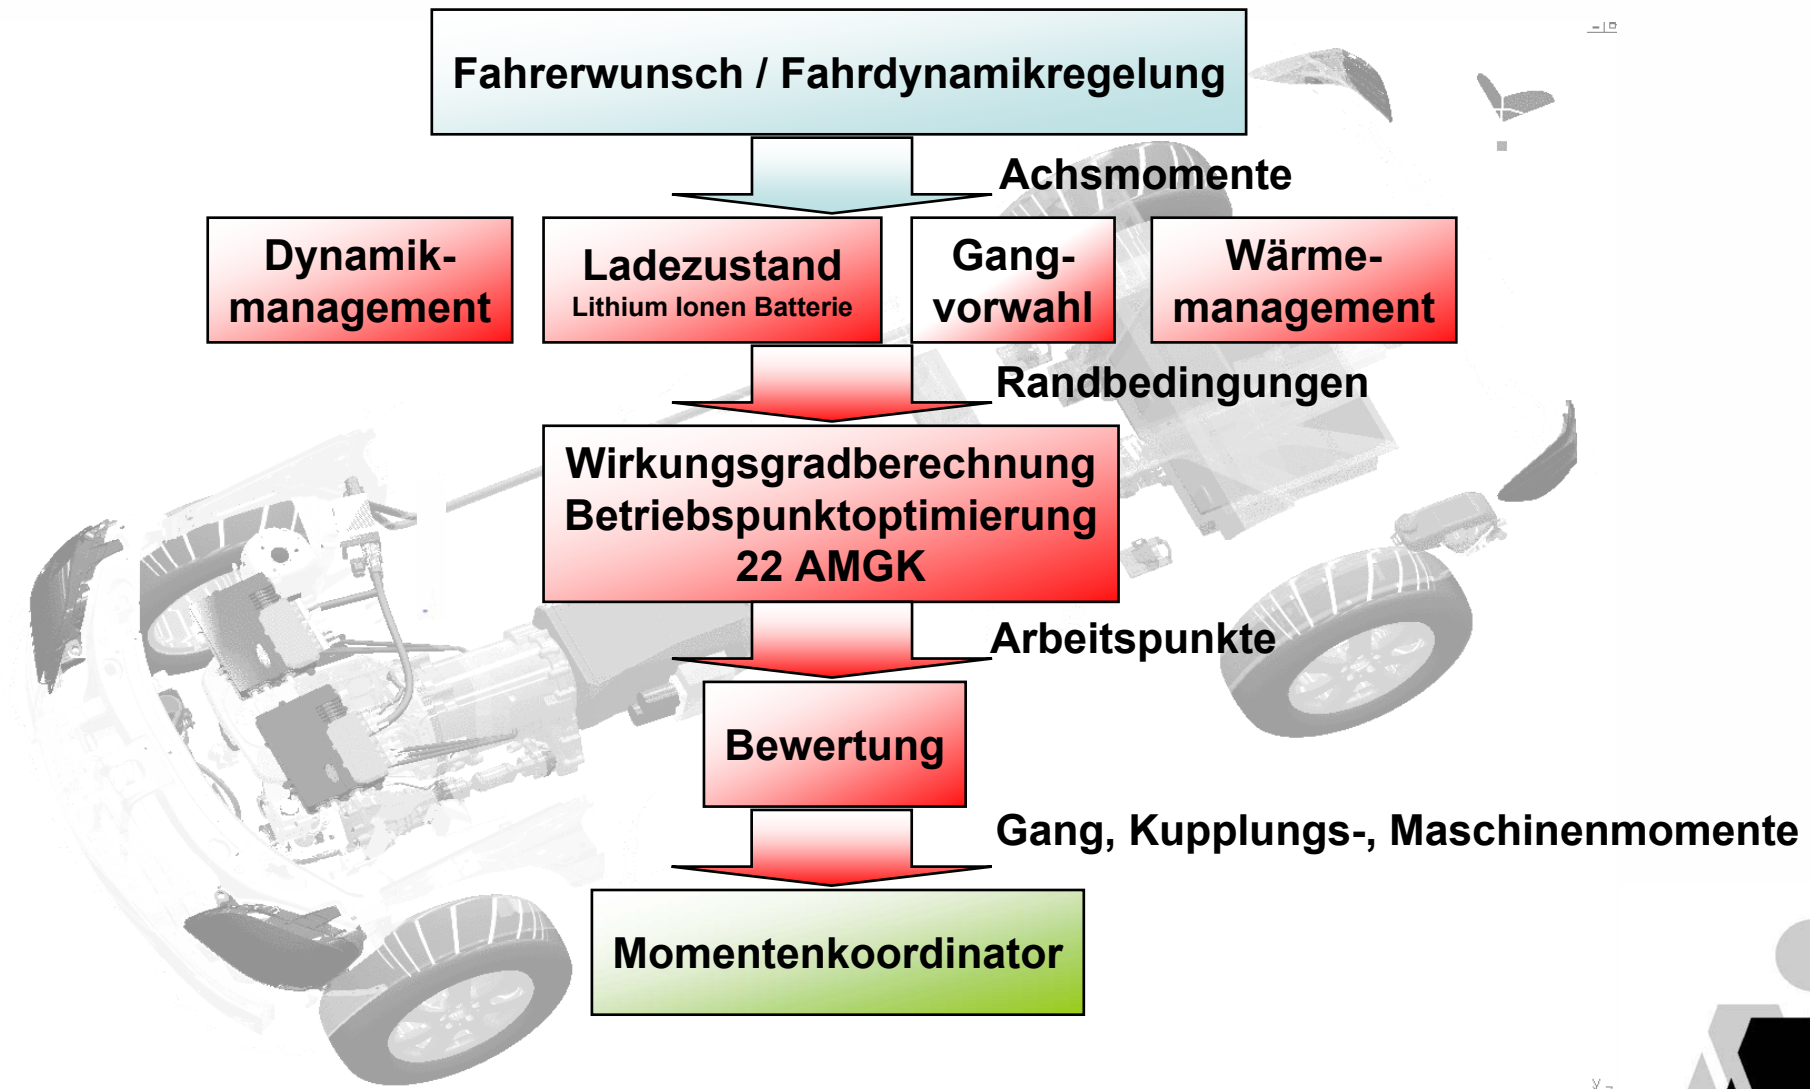 Fahrerwunsch / Fahrdynamikregelung
Achsmomente
Dynamik-
management
Ladezustand
Lithium Ionen Batterie
Gang-
vorwahl
Wärme-
management
Randbedingungen
Wirkungsgradberechnung
Betriebspunktoptimierung
22 AMGK
Arbeitspunkte
Bewertung
Gang, Kupplungs-, Maschinenmomente
Momentenkoordinator